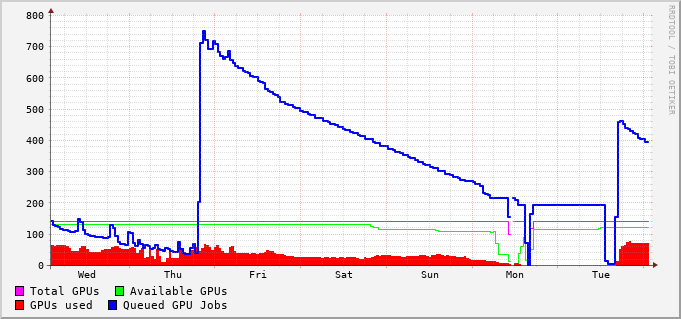 800
700
600
500
400
300
200
100
0
Wed Thu Fri Sat Sun Mon Tue
Total GPUs Available GPUs
GPUs used Queued GPU Jobs
RRDTOOL / TOBI OETIKER